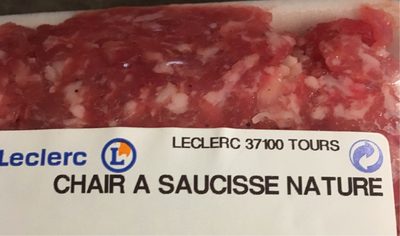 LECLERC 37100 TOURS
Leclerc L
CHAIR A SAUCISSE NATURE